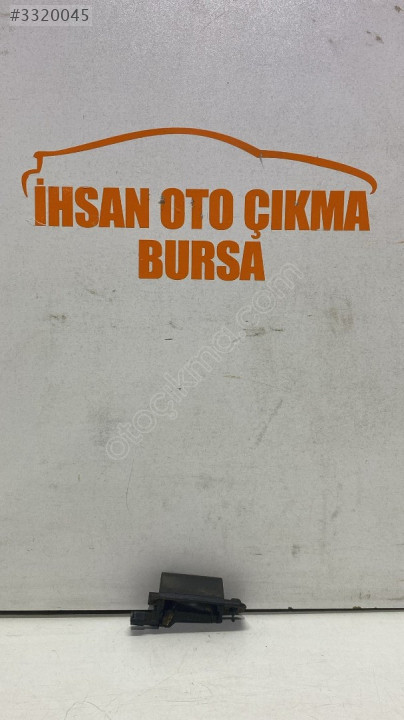 #3320045
İHSAN OTO ÇIKMA
BURSA
otoçıkma.com